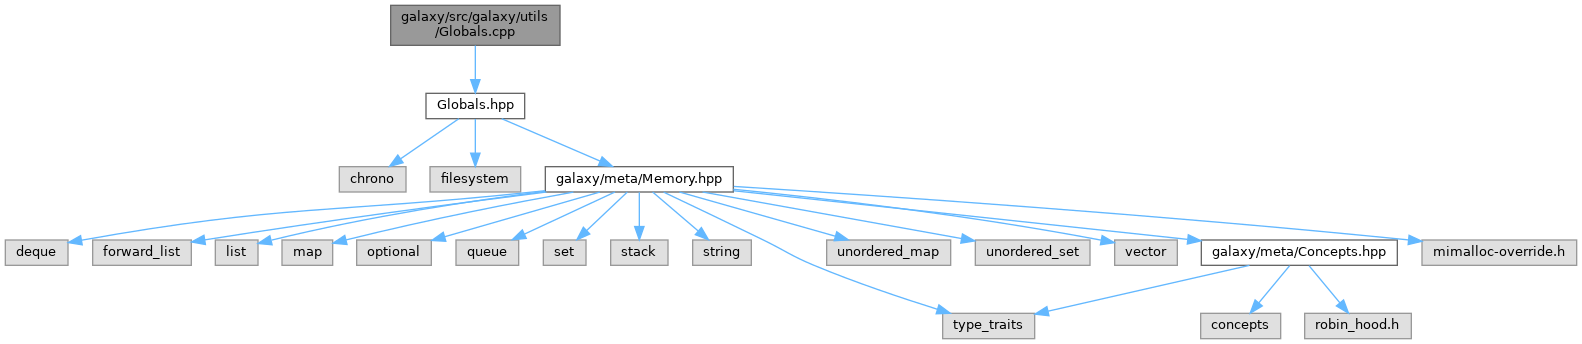 galaxy/src/galaxy/utils
/Globals.cpp
Globals.hpp
chrono
filesystem
galaxy/meta/Memory.hpp
deque
forward_list
list
map
optional
queue
set
stack
string
unordered_map
unordered_set
vector
galaxy/meta/Concepts.hpp
mimalloc-override.h
type_traits
concepts
robin_hood.h